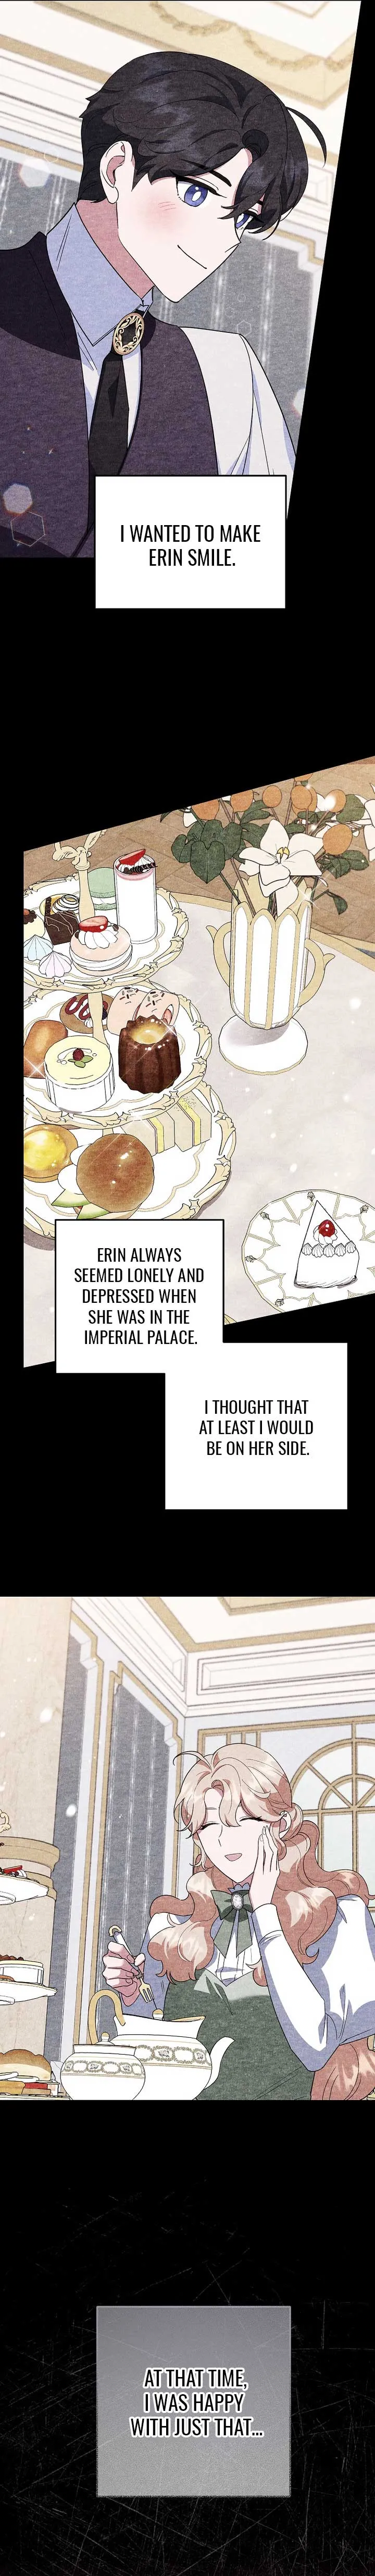 I WANTED TO MAKE
ERIN SMILE.
ERIN ALWAYS
SEEMED LONELY AND
DEPRESSED WHEN
SHE WAS IN THE
IMPERIAL PALACE.
I THOUGHT THAT
AT LEAST I WOULD
BE ON HER SIDE.
AT THAT TIME,
I WAS HAPPY
WITH JUST THAT...